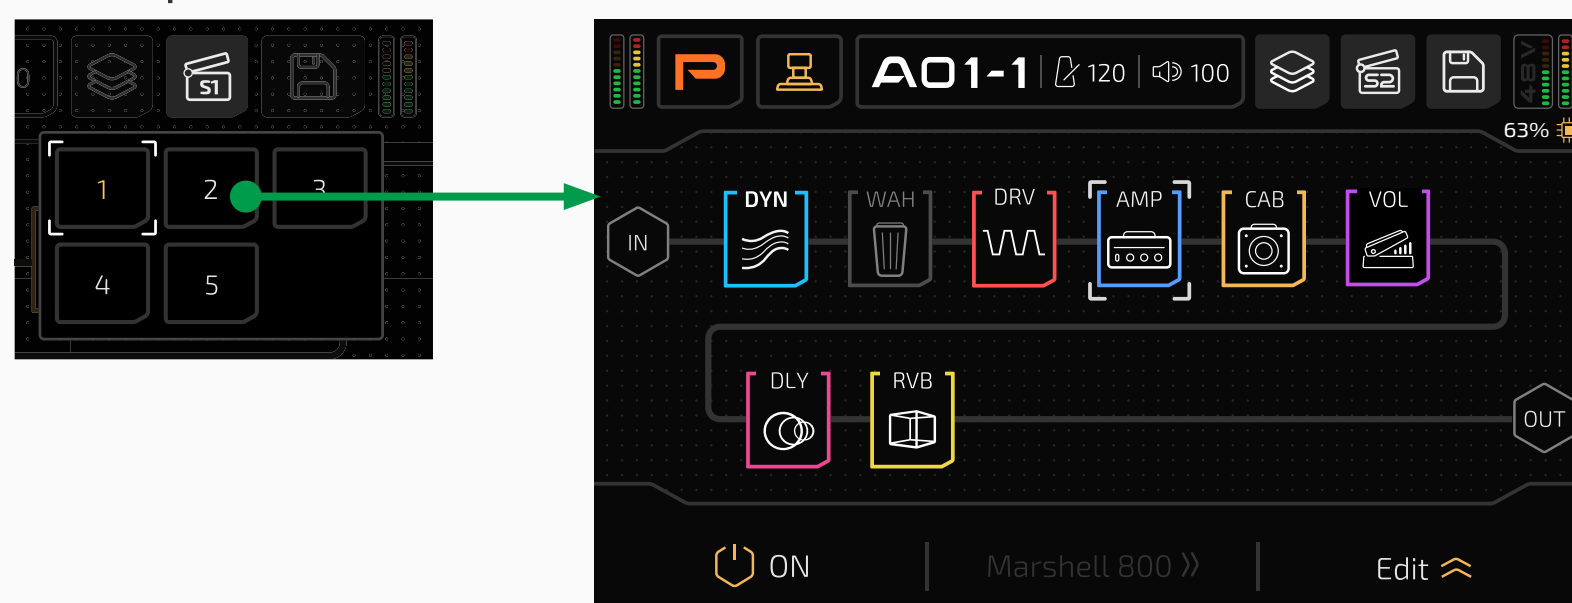 S1
1
2
3
4
5
A01-1
120
100
S2
48V
63%
IN
DYN
WAH
DRV
AMP
CAB
VOL
DLY
RVB
OUT
ON
Marshell 800
Edit